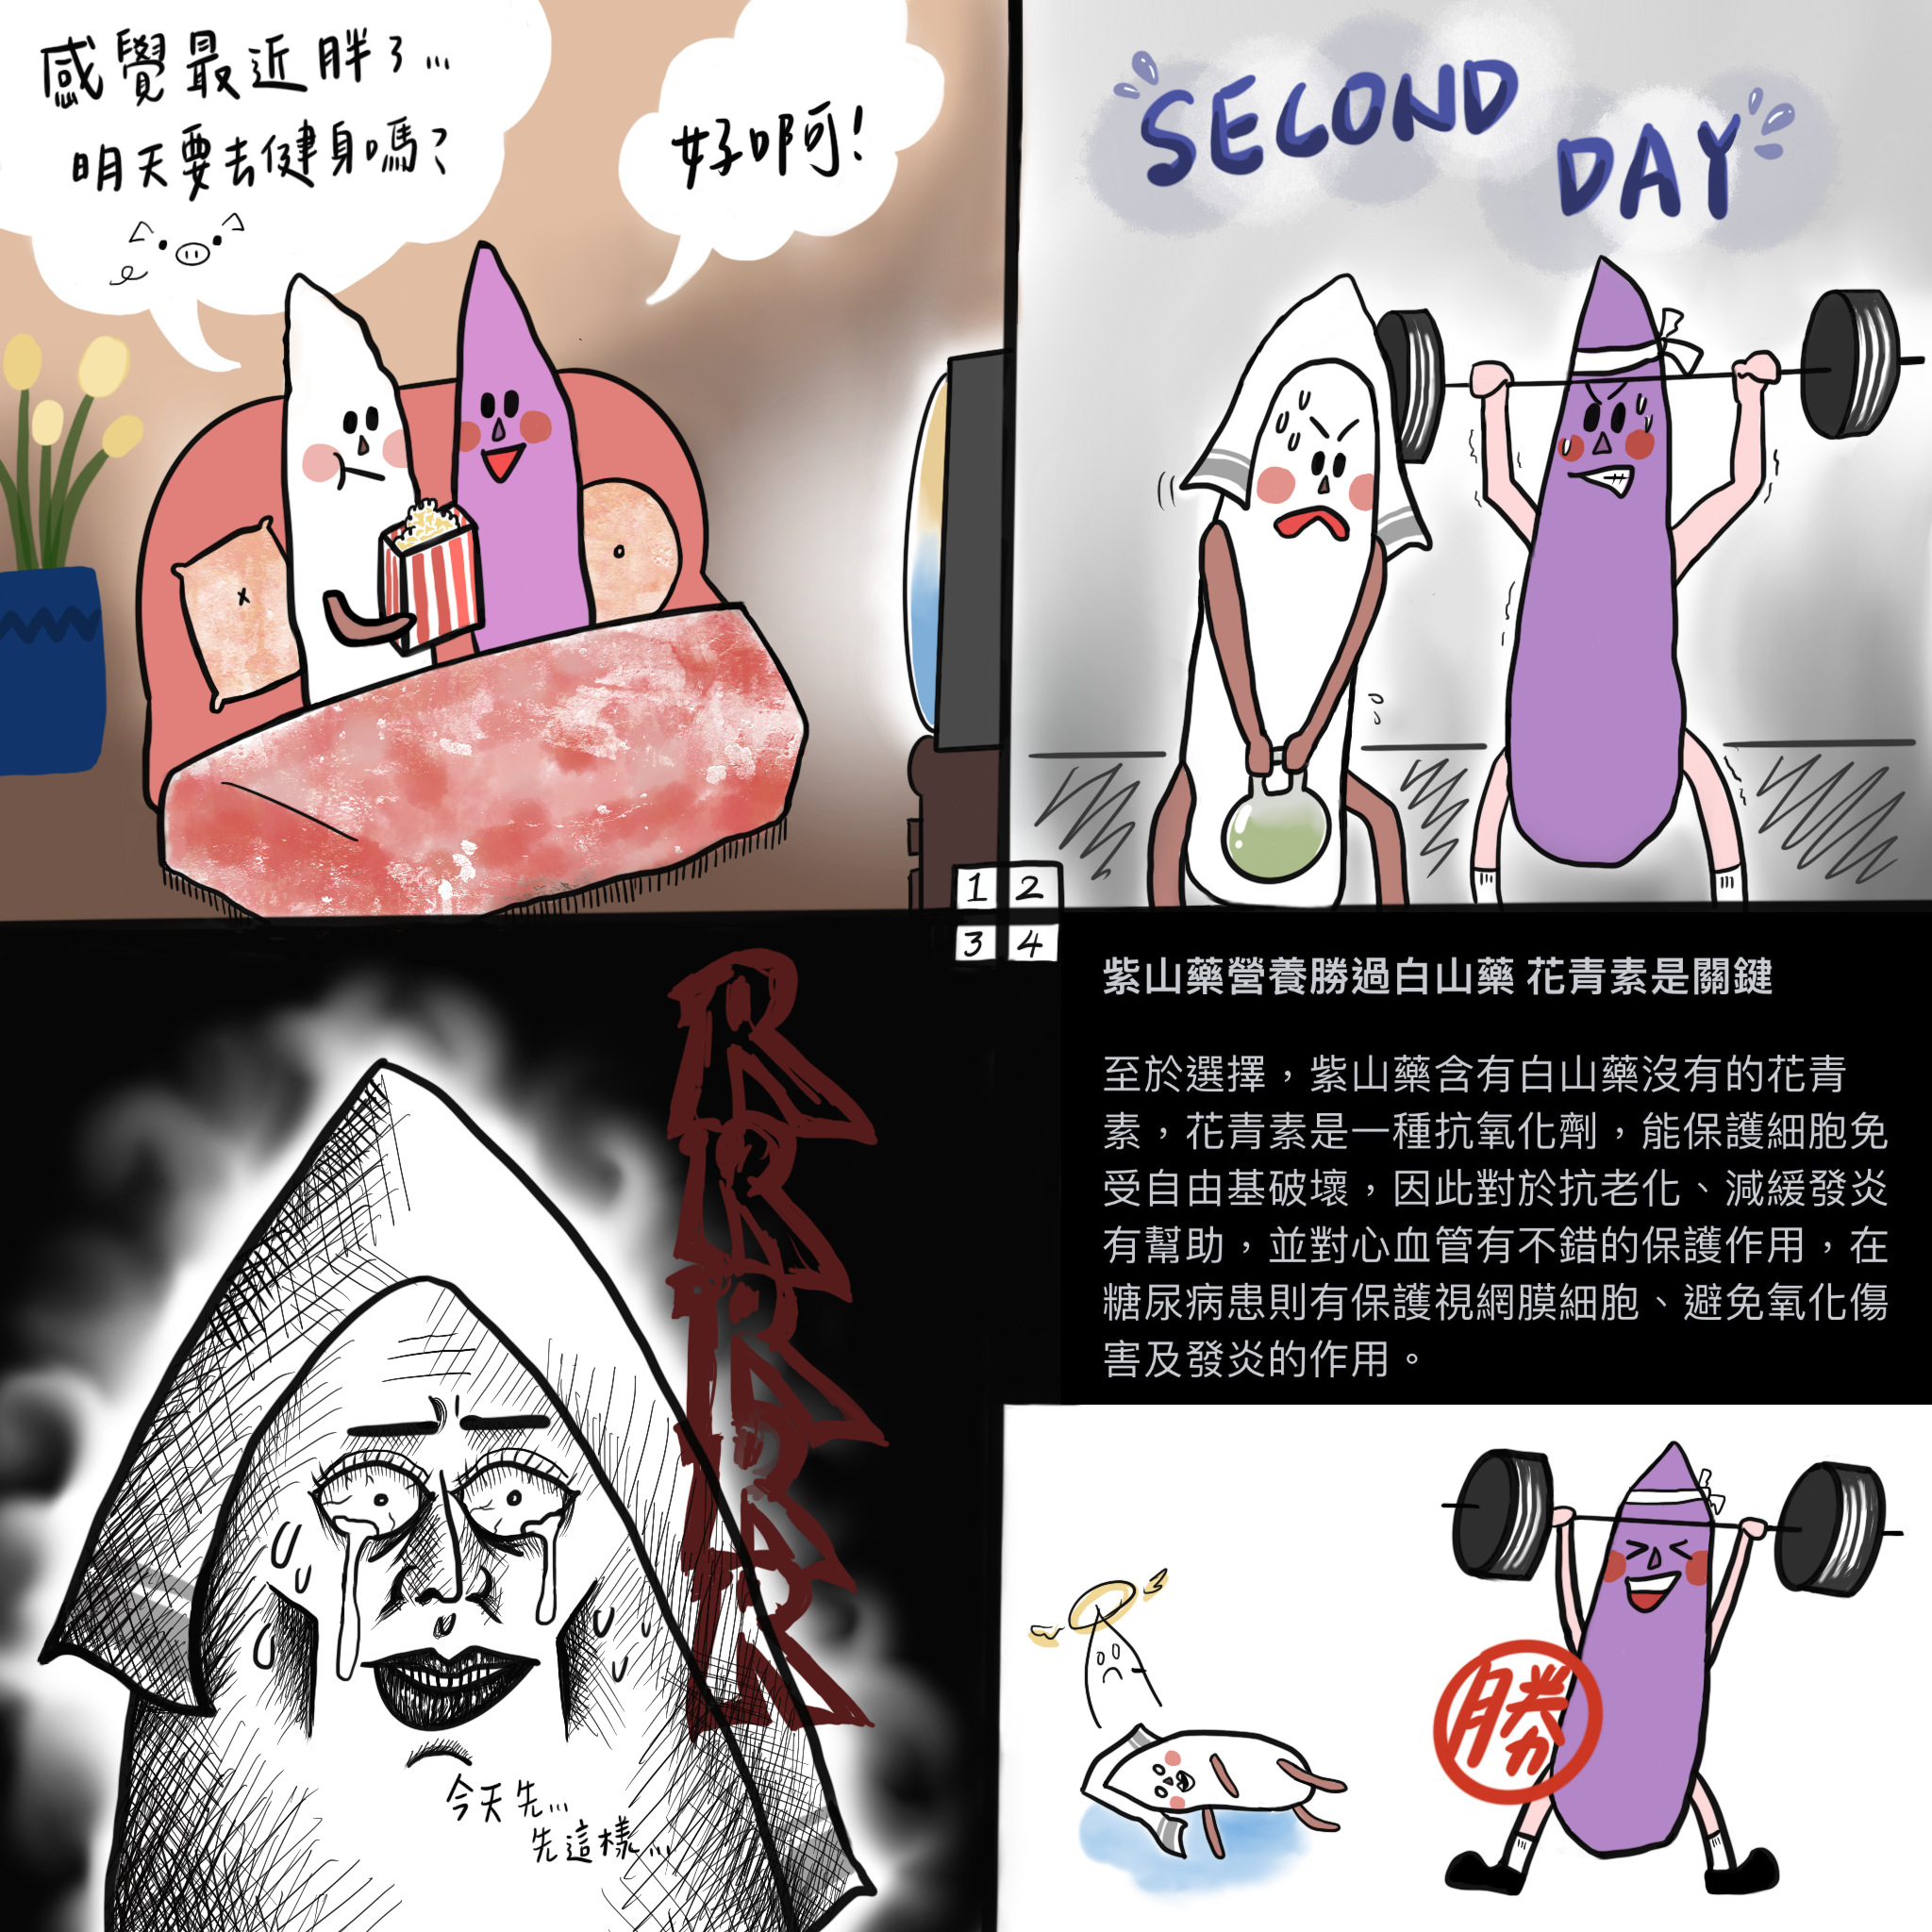 感覺最近胖了...
明天要去健身嗎?
好啊!
SECOND
DAY
1 2
3 4
R
R
R
R
R
今天先...
先這樣...
紫山藥營養勝過白山藥 花青素是關鍵
至於選擇，紫山藥含有白山藥沒有的花青
素，花青素是一種抗氧化劑，能保護細胞免
受自由基破壞，因此對於抗老化、減緩發炎
有幫助，並對心血管有不錯的保護作用，在
糖尿病患則有保護視網膜細胞、避免氧化傷
害及發炎的作用。
勝